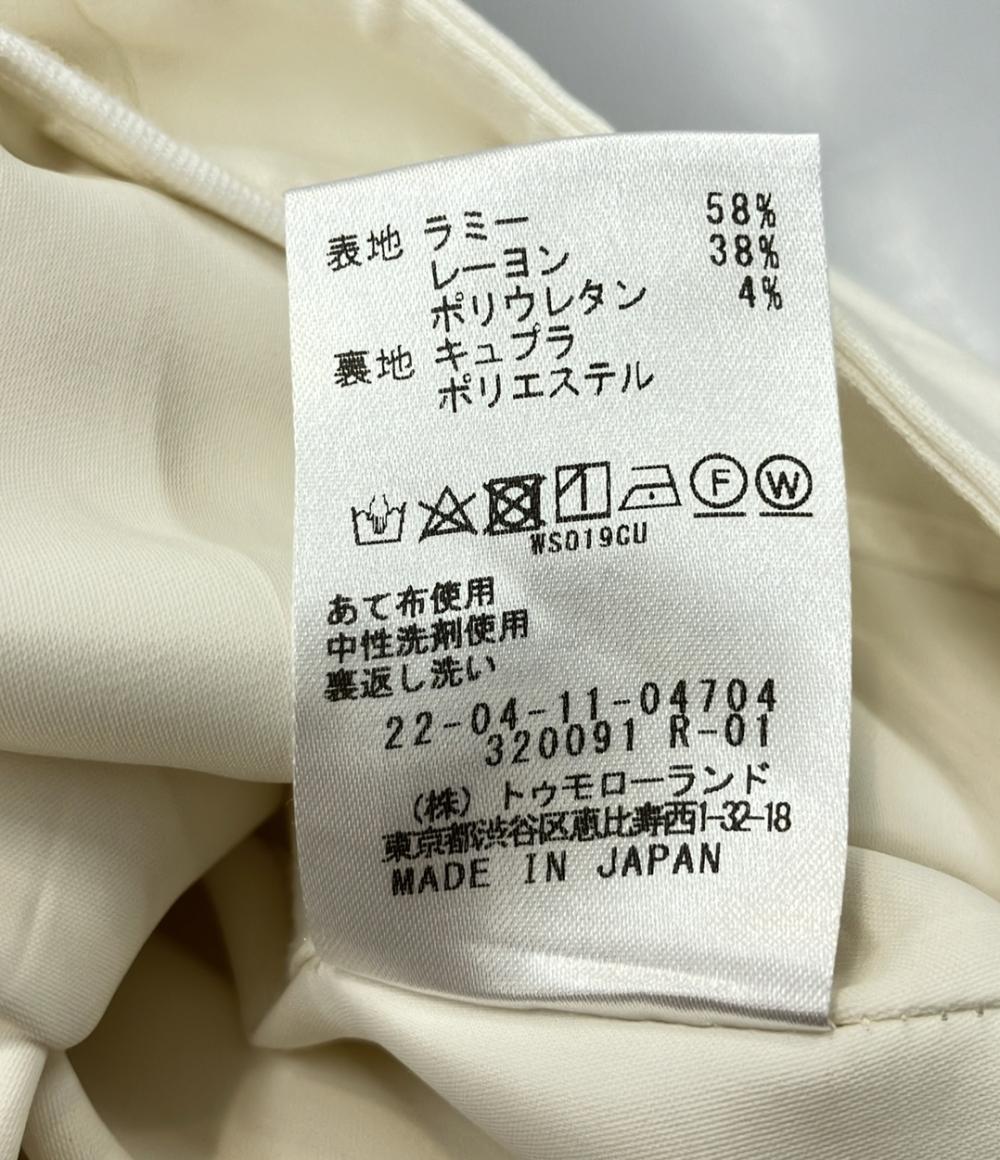 表地 ラミー 58%
レーヨン 38%
ポリウレタン 4%
裏地 キュプラ
ポリエステル
F W
WS019CU
あて布使用
中性洗剤使用
裏返し洗い
22-04-11-04704
320091 R-01
(株) トゥモローランド
東京都渋谷区恵比寿西1-32-18
MADE IN JAPAN